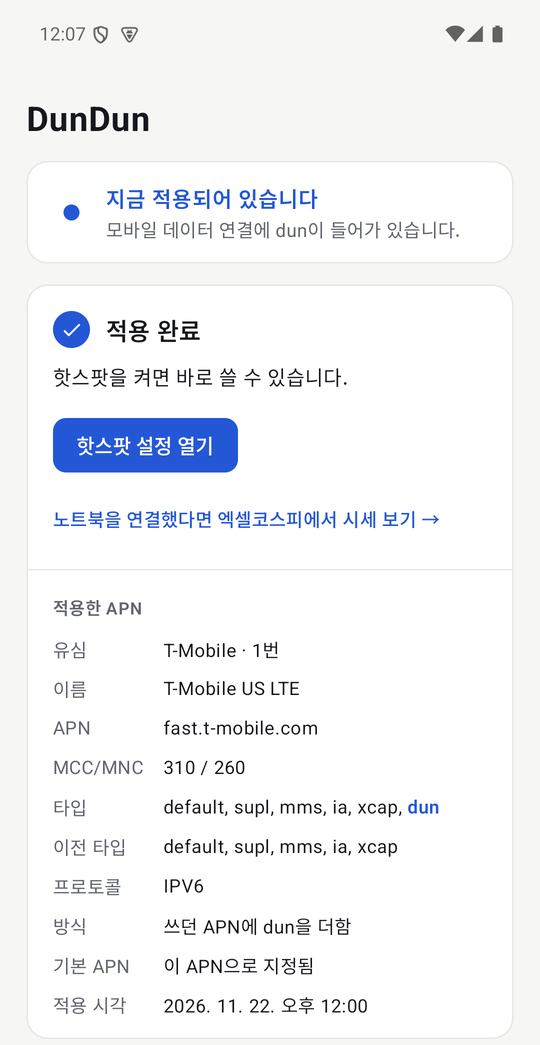 12:07
DunDun
지금 적용되어 있습니다
모바일 데이터 연결에 dun이 들어가 있습니다.
적용 완료
핫스팟을 켜면 바로 쓸 수 있습니다.
핫스팟 설정 열기
노트북을 연결했다면 엑셀코스피에서 시세 보기 →
적용한 APN
유심 T-Mobile · 1번
이름 T-Mobile US LTE
APN fast.t-mobile.com
MCC/MNC 310 / 260
타입 default, supl, mms, ia, xcap, dun
이전 타입 default, supl, mms, ia, xcap
프로토콜 IPV6
방식 쓰던 APN에 dun을 더함
기본 APN 이 APN으로 지정됨
적용 시각 2026. 11. 22. 오후 12:00